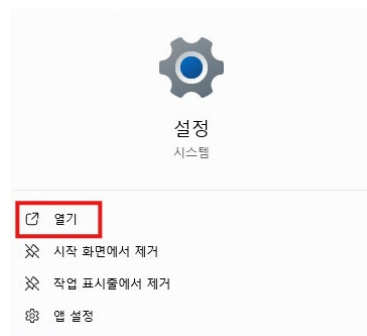 설정
시스템
열기
시작 화면에서 제거
작업 표시줄에서 제거
앱 설정